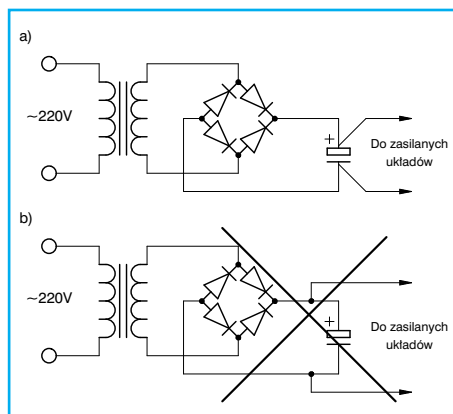 a)
~220V
+
Do zasilanych
układów
b)
~220V
+
Do zasilanych
układów